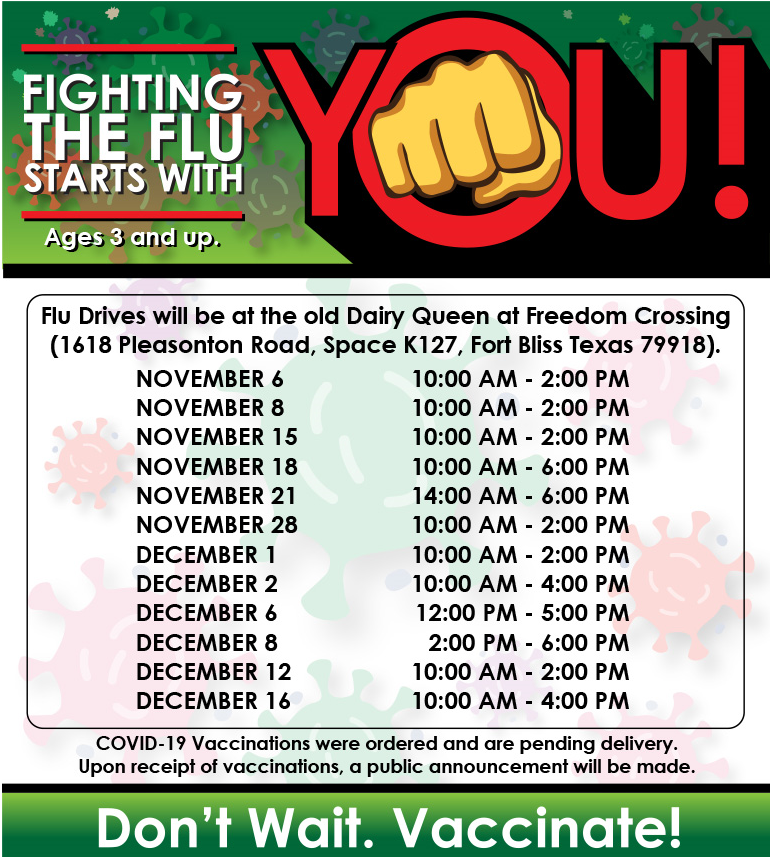 FIGHTING
THE FLU
STARTS WITH
YOU!
Ages 3 and up.
Flu Drives will be at the old Dairy Queen at Freedom Crossing
(1618 Pleasonton Road, Space K127, Fort Bliss Texas 79918).
NOVEMBER 6 10:00 AM - 2:00 PM
NOVEMBER 8 10:00 AM - 2:00 PM
NOVEMBER 15 10:00 AM - 2:00 PM
NOVEMBER 18 10:00 AM - 6:00 PM
NOVEMBER 21 14:00 AM - 6:00 PM
NOVEMBER 28 10:00 AM - 2:00 PM
DECEMBER 1 10:00 AM - 2:00 PM
DECEMBER 2 10:00 AM - 4:00 PM
DECEMBER 6 12:00 PM - 5:00 PM
DECEMBER 8 2:00 PM - 6:00 PM
DECEMBER 12 10:00 AM - 2:00 PM
DECEMBER 16 10:00 AM - 4:00 PM
COVID-19 Vaccinations were ordered and are pending delivery.
Upon receipt of vaccinations, a public announcement will be made.
Don't Wait. Vaccinate!